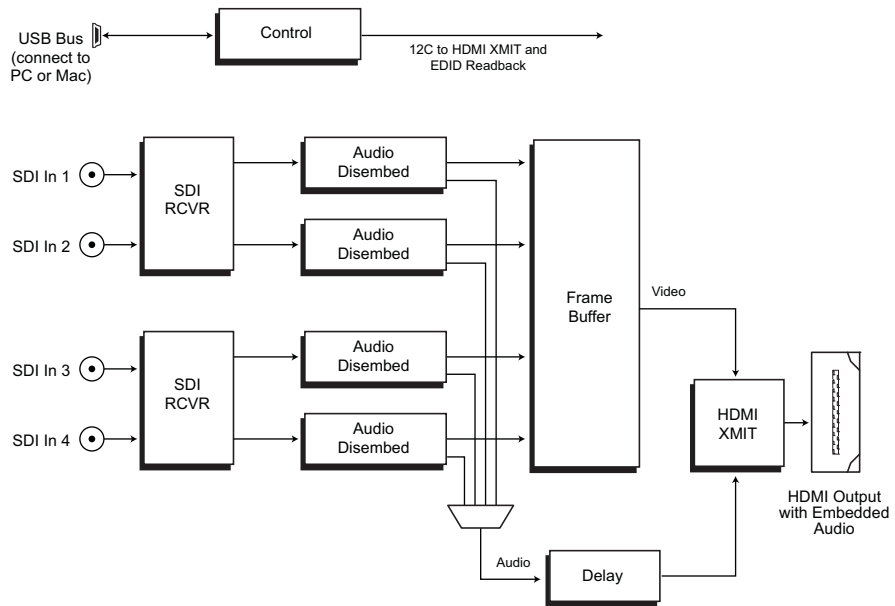 USB Bus
(connect to
PC or Mac)
Control
12C to HDMI XMIT and
EDID Readback
SDI In 1
SDI In 2
SDI
RCVR
Audio
Disembed
Audio
Disembed
SDI In 3
SDI In 4
SDI
RCVR
Audio
Disembed
Audio
Disembed
Frame
Buffer
Video
HDMI
XMIT
HDMI Output
with Embedded
Audio
Audio
Delay